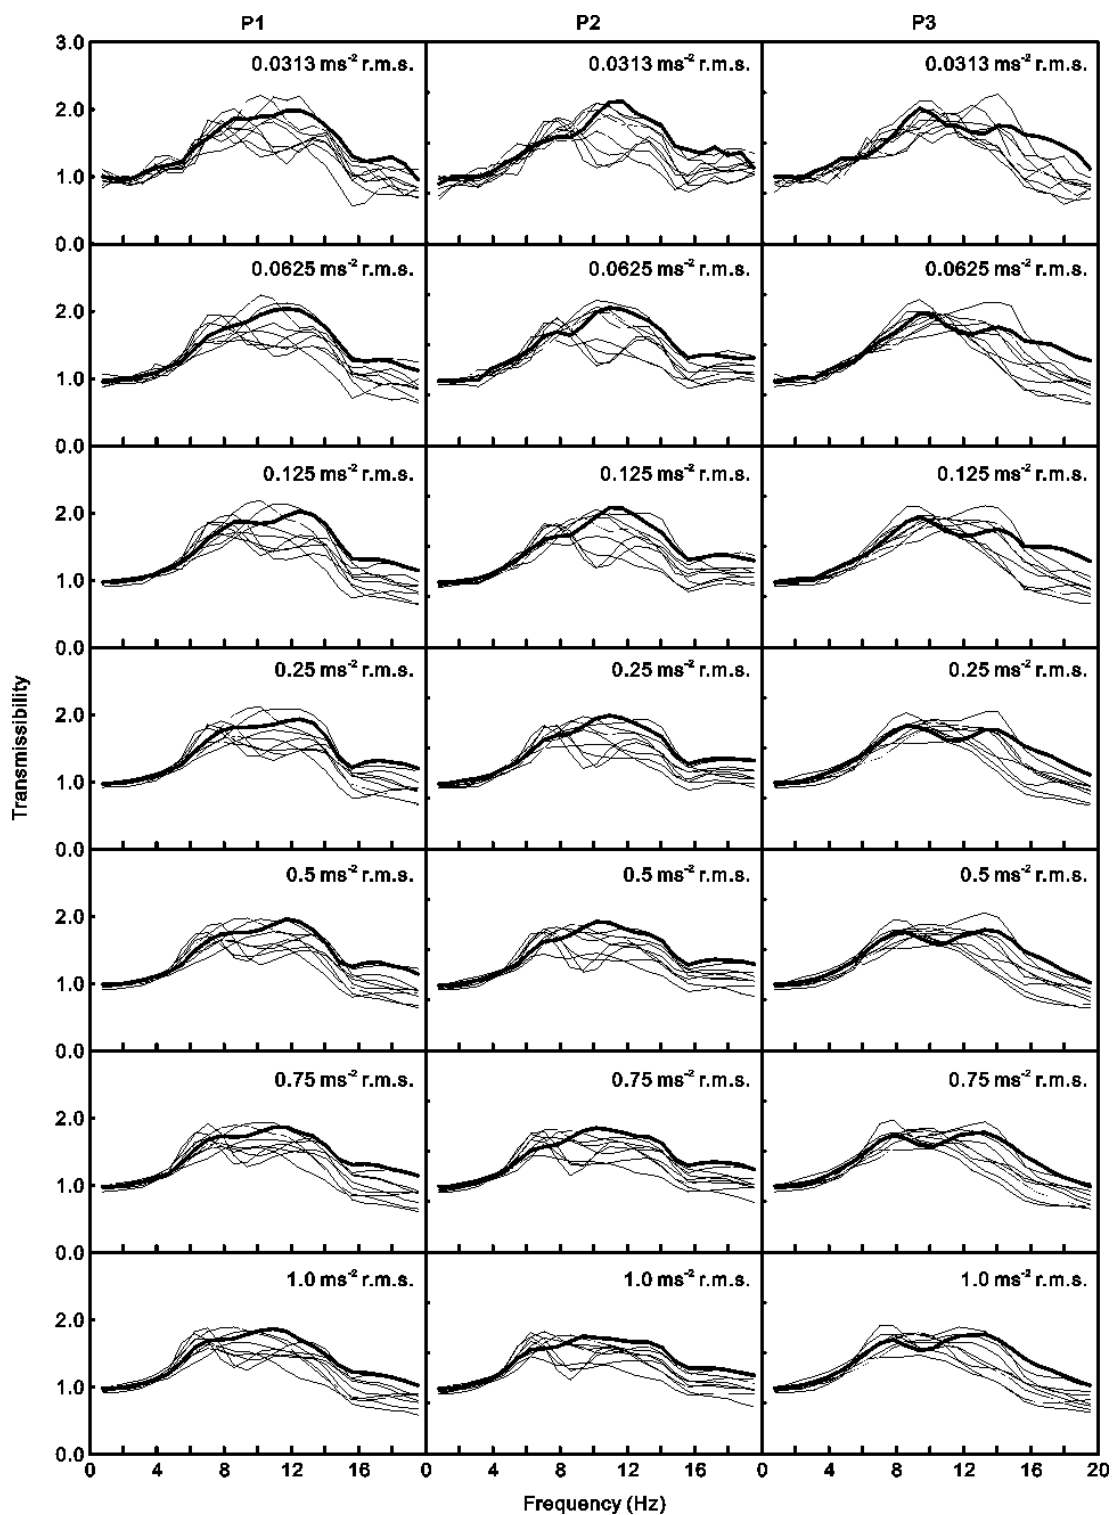 P1 P2 P3
3.0
0.0313 ms-2 r.m.s. 0.0313 ms-2 r.m.s. 0.0313 ms-2 r.m.s.
2.0
1.0
0.0
0.0625 ms-2 r.m.s. 0.0625 ms-2 r.m.s. 0.0625 ms-2 r.m.s.
2.0
1.0
0.0
0.125 ms-2 r.m.s. 0.125 ms-2 r.m.s. 0.125 ms-2 r.m.s.
2.0
1.0
0.0
0.25 ms-2 r.m.s. 0.25 ms-2 r.m.s. 0.25 ms-2 r.m.s.
2.0
Transmissibility
1.0
0.0
0.5 ms-2 r.m.s. 0.5 ms-2 r.m.s. 0.5 ms-2 r.m.s.
2.0
1.0
0.0
0.75 ms-2 r.m.s. 0.75 ms-2 r.m.s. 0.75 ms-2 r.m.s.
2.0
1.0
0.0
1.0 ms-2 r.m.s. 1.0 ms-2 r.m.s. 1.0 ms-2 r.m.s.
2.0
1.0
0.0
0 4 8 12 16 20 0 4 8 12 16 20 0 4 8 12 16 20
Frequency (Hz)